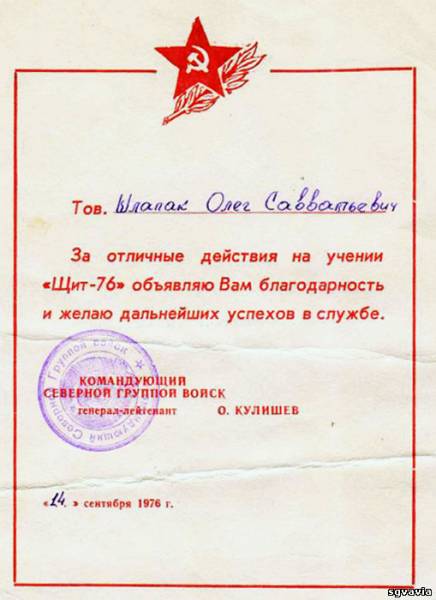 Тов. Шлапак Олег Савватьевич
За отличные действия на учении
«Щит-76» объявляю Вам благодарность
и желаю дальнейших успехов в службе.
КОМАНДУЮЩИЙ
СЕВЕРНОЙ ГРУППОЙ ВОЙСК
генерал-лейтенант О. КУЛИШЕВ
«14.» сентября 1976 г.
sgvavia